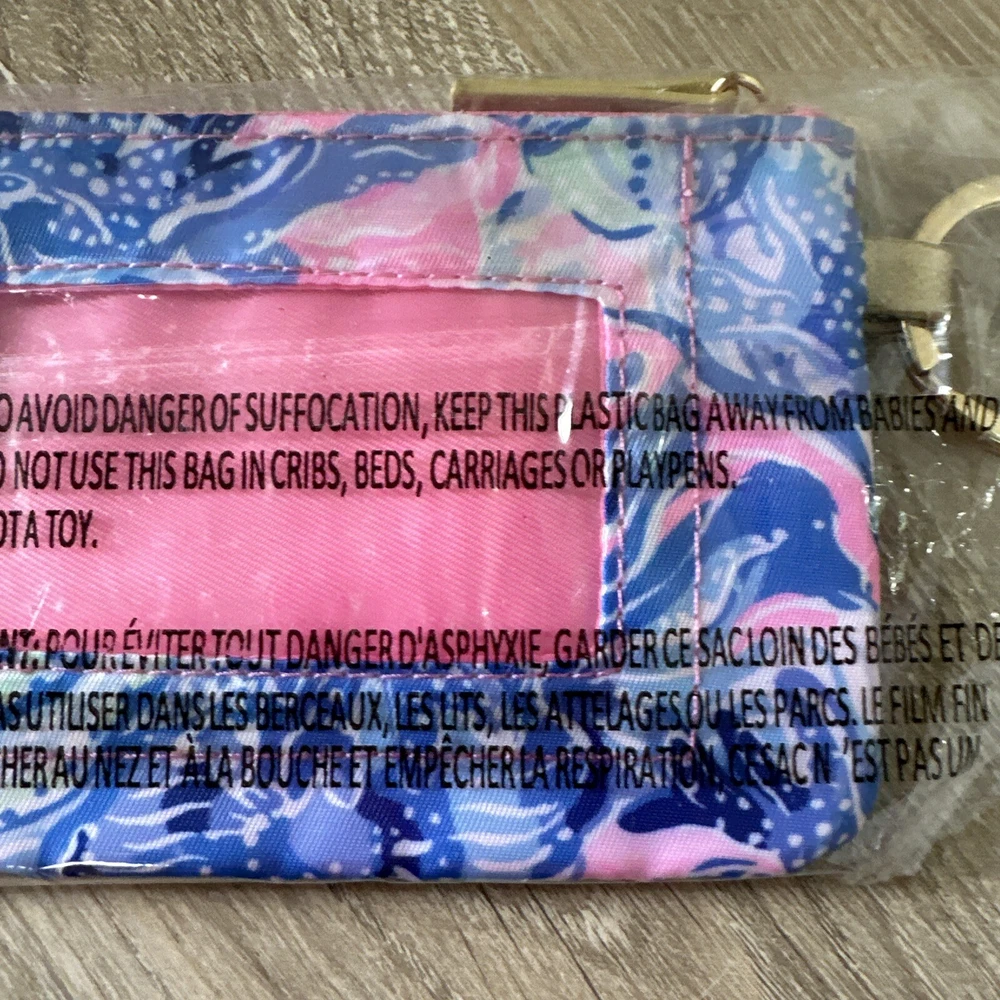 O AVOID DANGER OF SUFFOCATION, KEEP THIS PLASTIC BAG AWAY FROM BABIES AND
O NOT USE THIS BAG IN CRIBS, BEDS, CARRIAGES OR PLAYPENS.
OT A TOY.
NT: POUR ÉVITER TOUT DANGER D'ASPHYXIE, GARDER CE SAC LOIN DES BÉBÉS ET DE
AS UTILISER DANS LES BERCEAUX, LES LITS, LES ATTELAGES OU LES PARCS. LE FILM FIN
HER AU NEZ ET À LA BOUCHE ET EMPÊCHER LA RESPIRATION, CE SAC N 'EST PAS UN